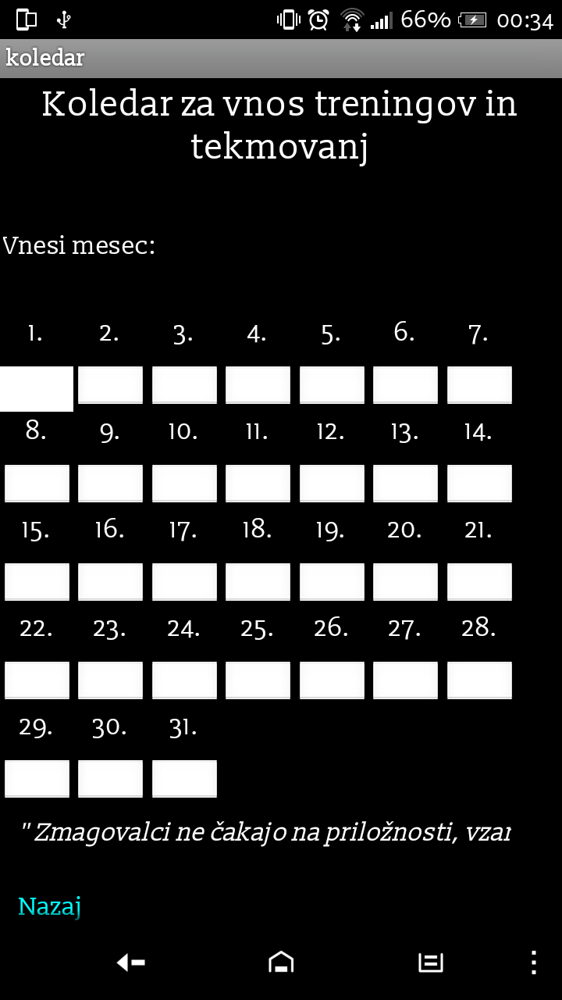 66% 00:34
koledar
Koledar za vnos treningov in
tekmovanj
Vnesi mesec:
1. 2. 3. 4. 5. 6. 7.
8. 9. 10. 11. 12. 13. 14.
15. 16. 17. 18. 19. 20. 21.
22. 23. 24. 25. 26. 27. 28.
29. 30. 31.
" Zmagovalci ne čakajo na priložnosti,
Nazaj